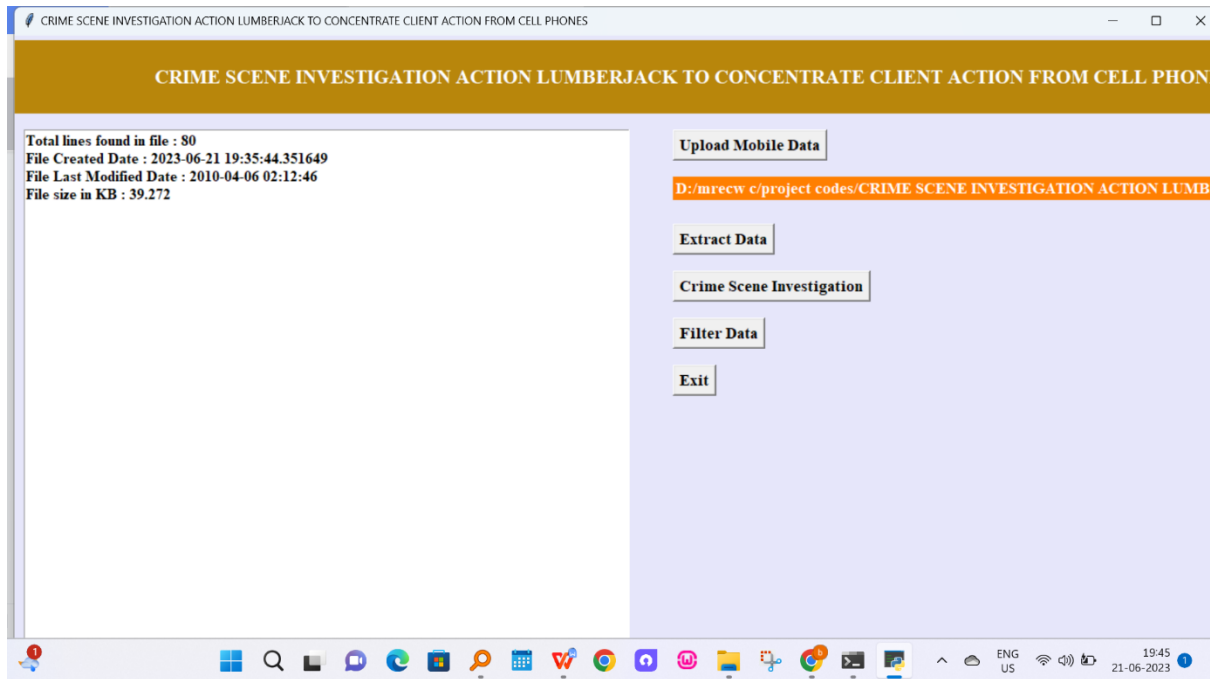 CRIME SCENE INVESTIGATION ACTION LUMBERJACK TO CONCENTRATE CLIENT ACTION FROM CELL PHONES
CRIME SCENE INVESTIGATION ACTION LUMBERJACK TO CONCENTRATE CLIENT ACTION FROM CELL PHON
Total lines found in file : 80
File Created Date : 2023-06-21 19:35:44.351649
File Last Modified Date : 2010-04-06 02:12:46
File size in KB : 39.272
Upload Mobile Data
D:/mrecw c/project codes/CRIME SCENE INVESTIGATION ACTION LUMB
Extract Data
Crime Scene Investigation
Filter Data
Exit
1
ENG
US
19:45
21-06-2023
1